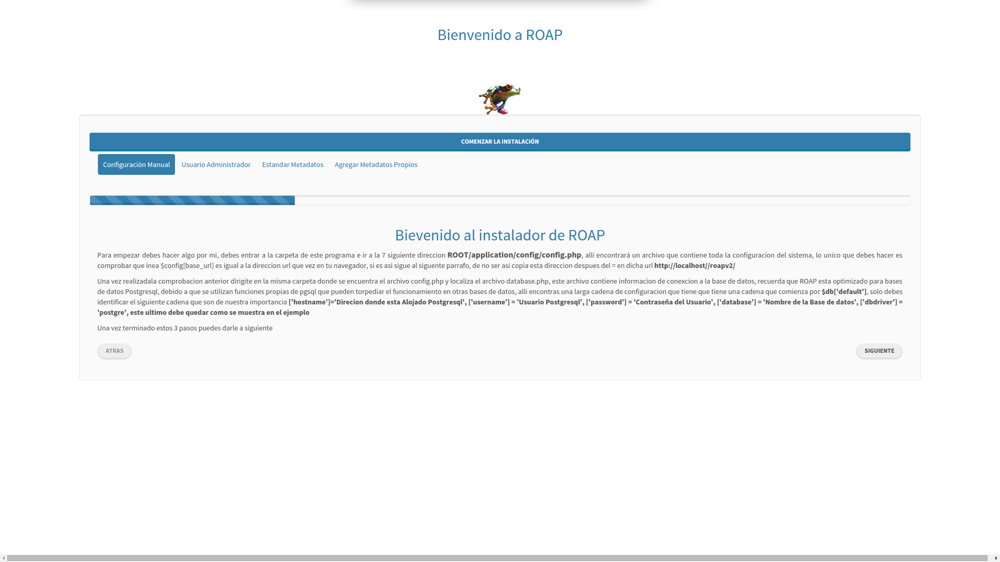 Bienvenido a ROAP
COMENZAR LA INSTALACIÓN
Configuración Manual Usuario Administrador Estandar Metadatos Agregar Metadatos Propios
Bievenido al instalador de ROAP
Para empezar debes hacer algo por mi, debes entrar a la carpeta de este programa e ir a la 7 siguiente direccion ROOT/application/config/config.php, allí encontrará un archivo que contiene toda la configuracion del sistema, lo unico que debes hacer es
comprobar que inea $config[base_url] es igual a la direccion url que vez en tu navegador, si es asi sigue al siguente parrafo, de no ser asi copia esta direccion despues del = en dicha url http://localhost//roapv2/
Una vez realizadala comprobacion anterior dirigite en la misma carpeta donde se encuentra el archivo config.php y localiza el archivo database.php, este archivo contiene informacion de conexcion a la base de datos, recuerda que ROAP esta optimizado para bases
de datos Postgresql, debido a que se utilizan funciones propias de pgsql que pueden torpediar el funcionamiento en otras bases de datos, alli encontras una larga cadena de configuracion que tiene que tiene una cadena que comienza por $db['default'], solo debes
identificar el siguiente cadena que son de nuestra importancia ['hostname']='Direcion donde esta Alojado Postgresql', ['username'] = 'Usuario Postgresql', ['password'] = 'Contraseña del Usuario', ['database'] = 'Nombre de la Base de datos', ['dbdriver'] =
'postgre', este ultimo debe quedar como se muestra en el ejemplo
Una vez terminado estos 3 pasos puedes darle a siguiente
ATRAS SIGUIENTE